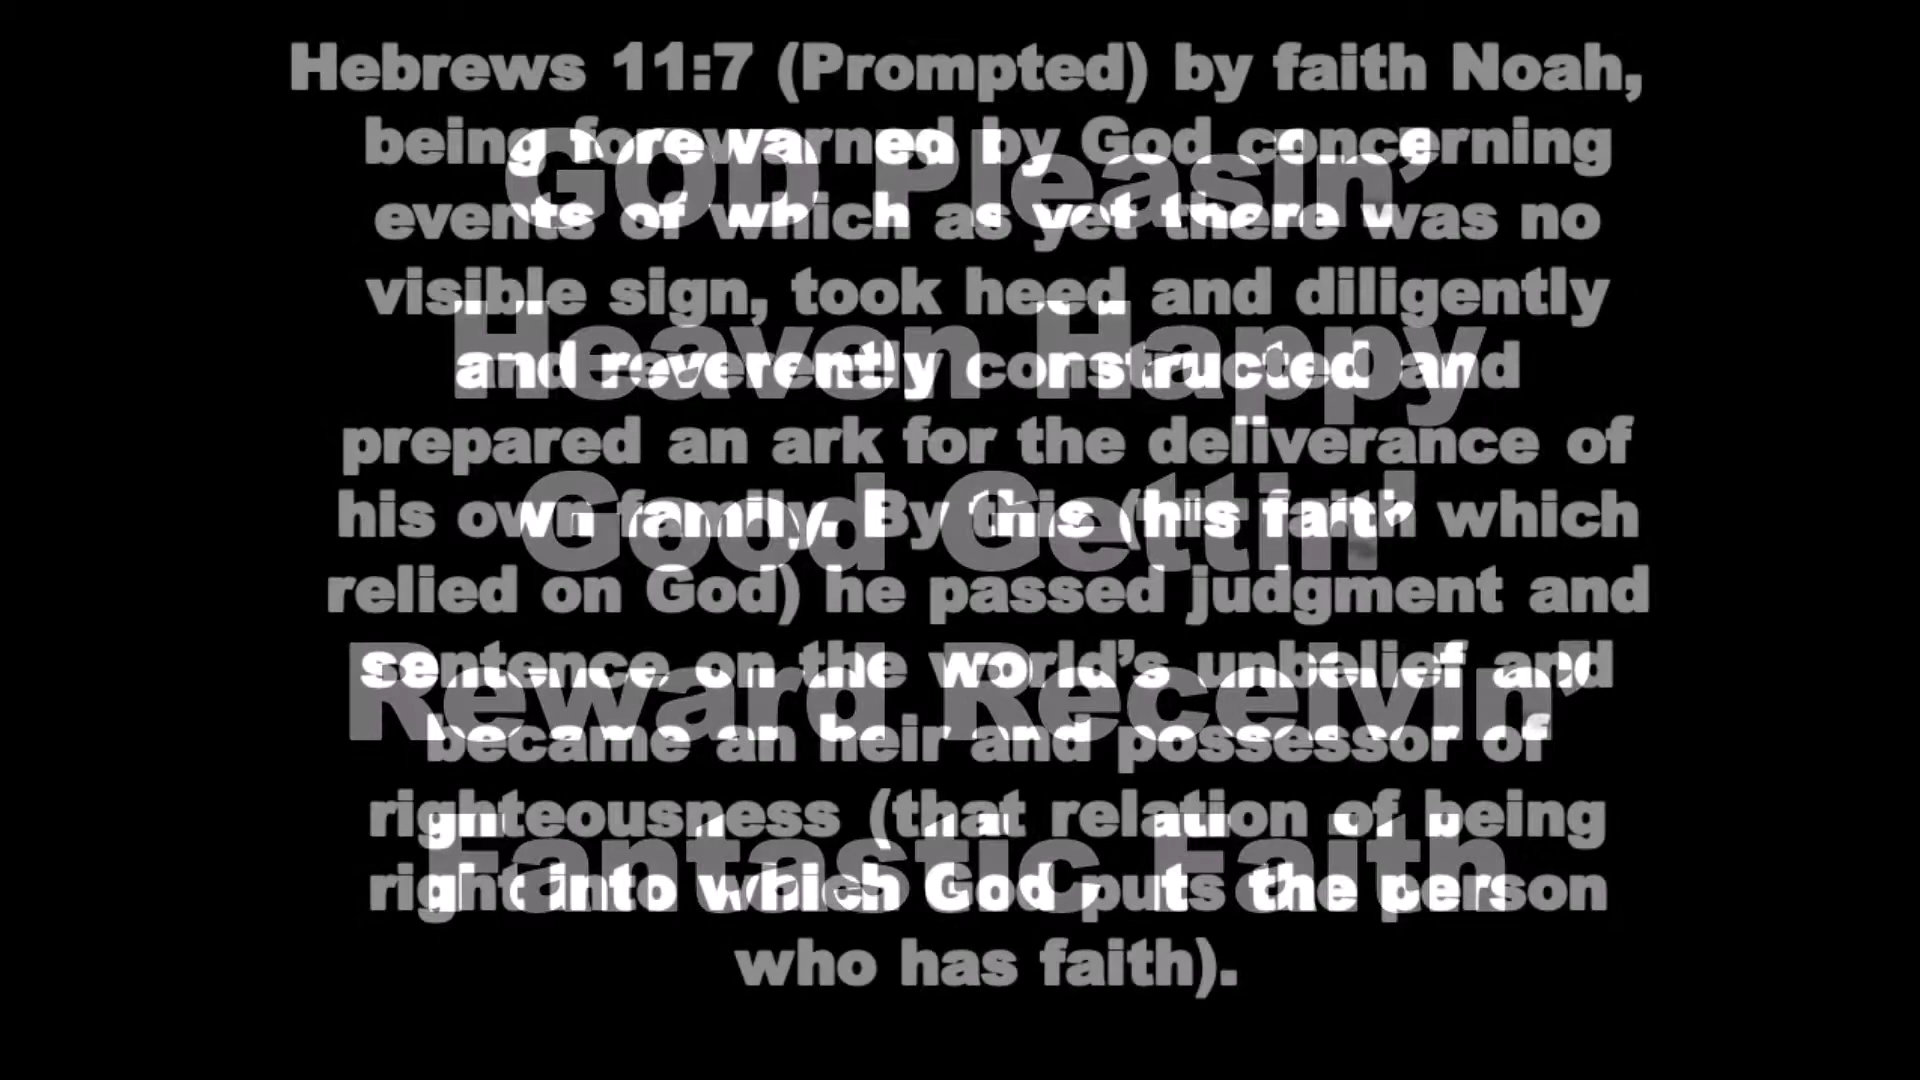 Hebrews 11:7 (Prompted) by faith Noah,
being forewarned by God concerning
events of which as yet there was no
visible sign, took heed and diligently
and reverently constructed and
prepared an ark for the deliverance of
his own family. By this (his faith which
relied on God) he passed judgment and
sentence on the world’s unbelief and
became an heir and possessor of
righteousness (that relation of being
right into which God puts the person
who has faith).
GOD Pleasin’
Heaven Happy
Good Gettin’
Reward Receivin’
Fantastic Faith